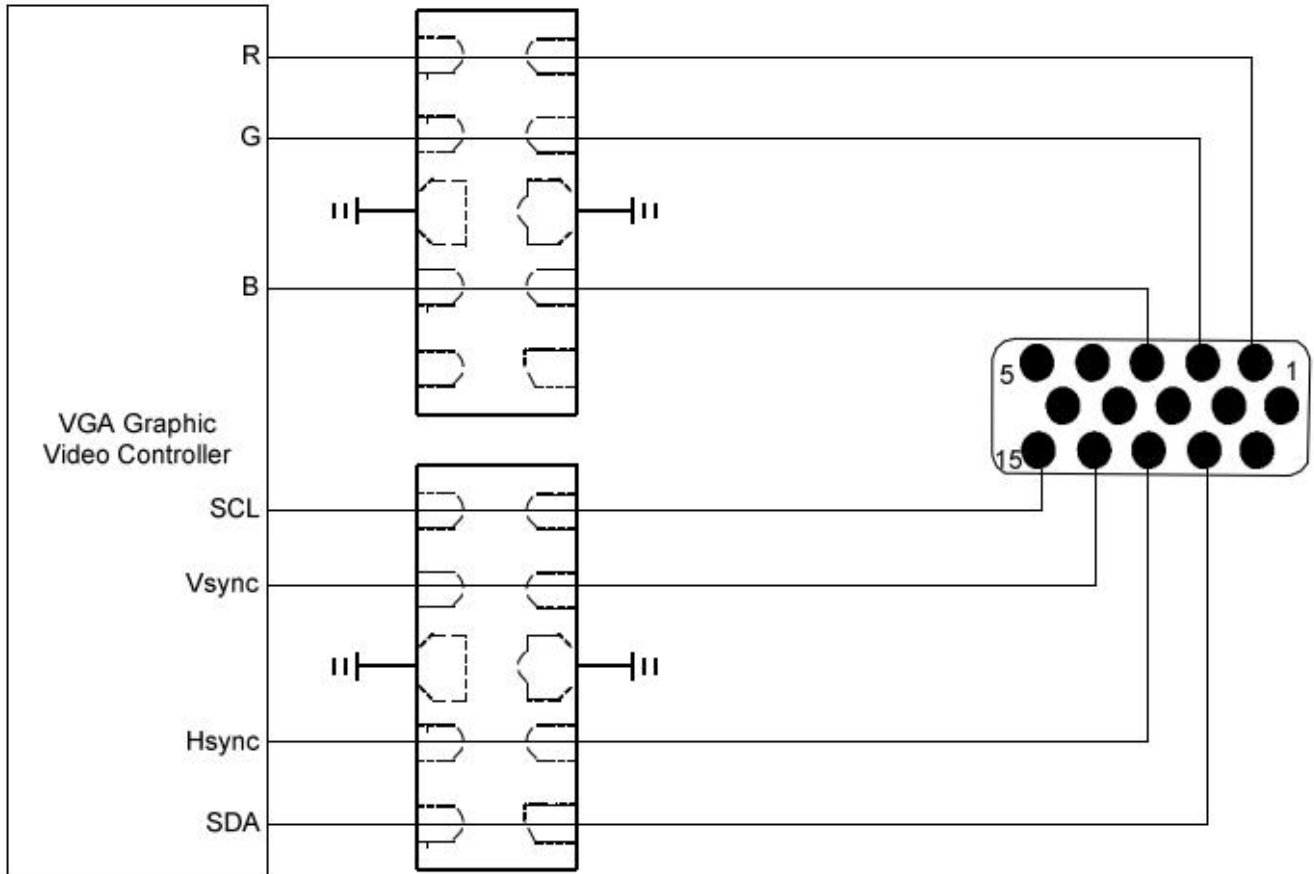 R
G
B
VGA Graphic
Video Controller
SCL
Vsync
Hsync
SDA
5
1
15